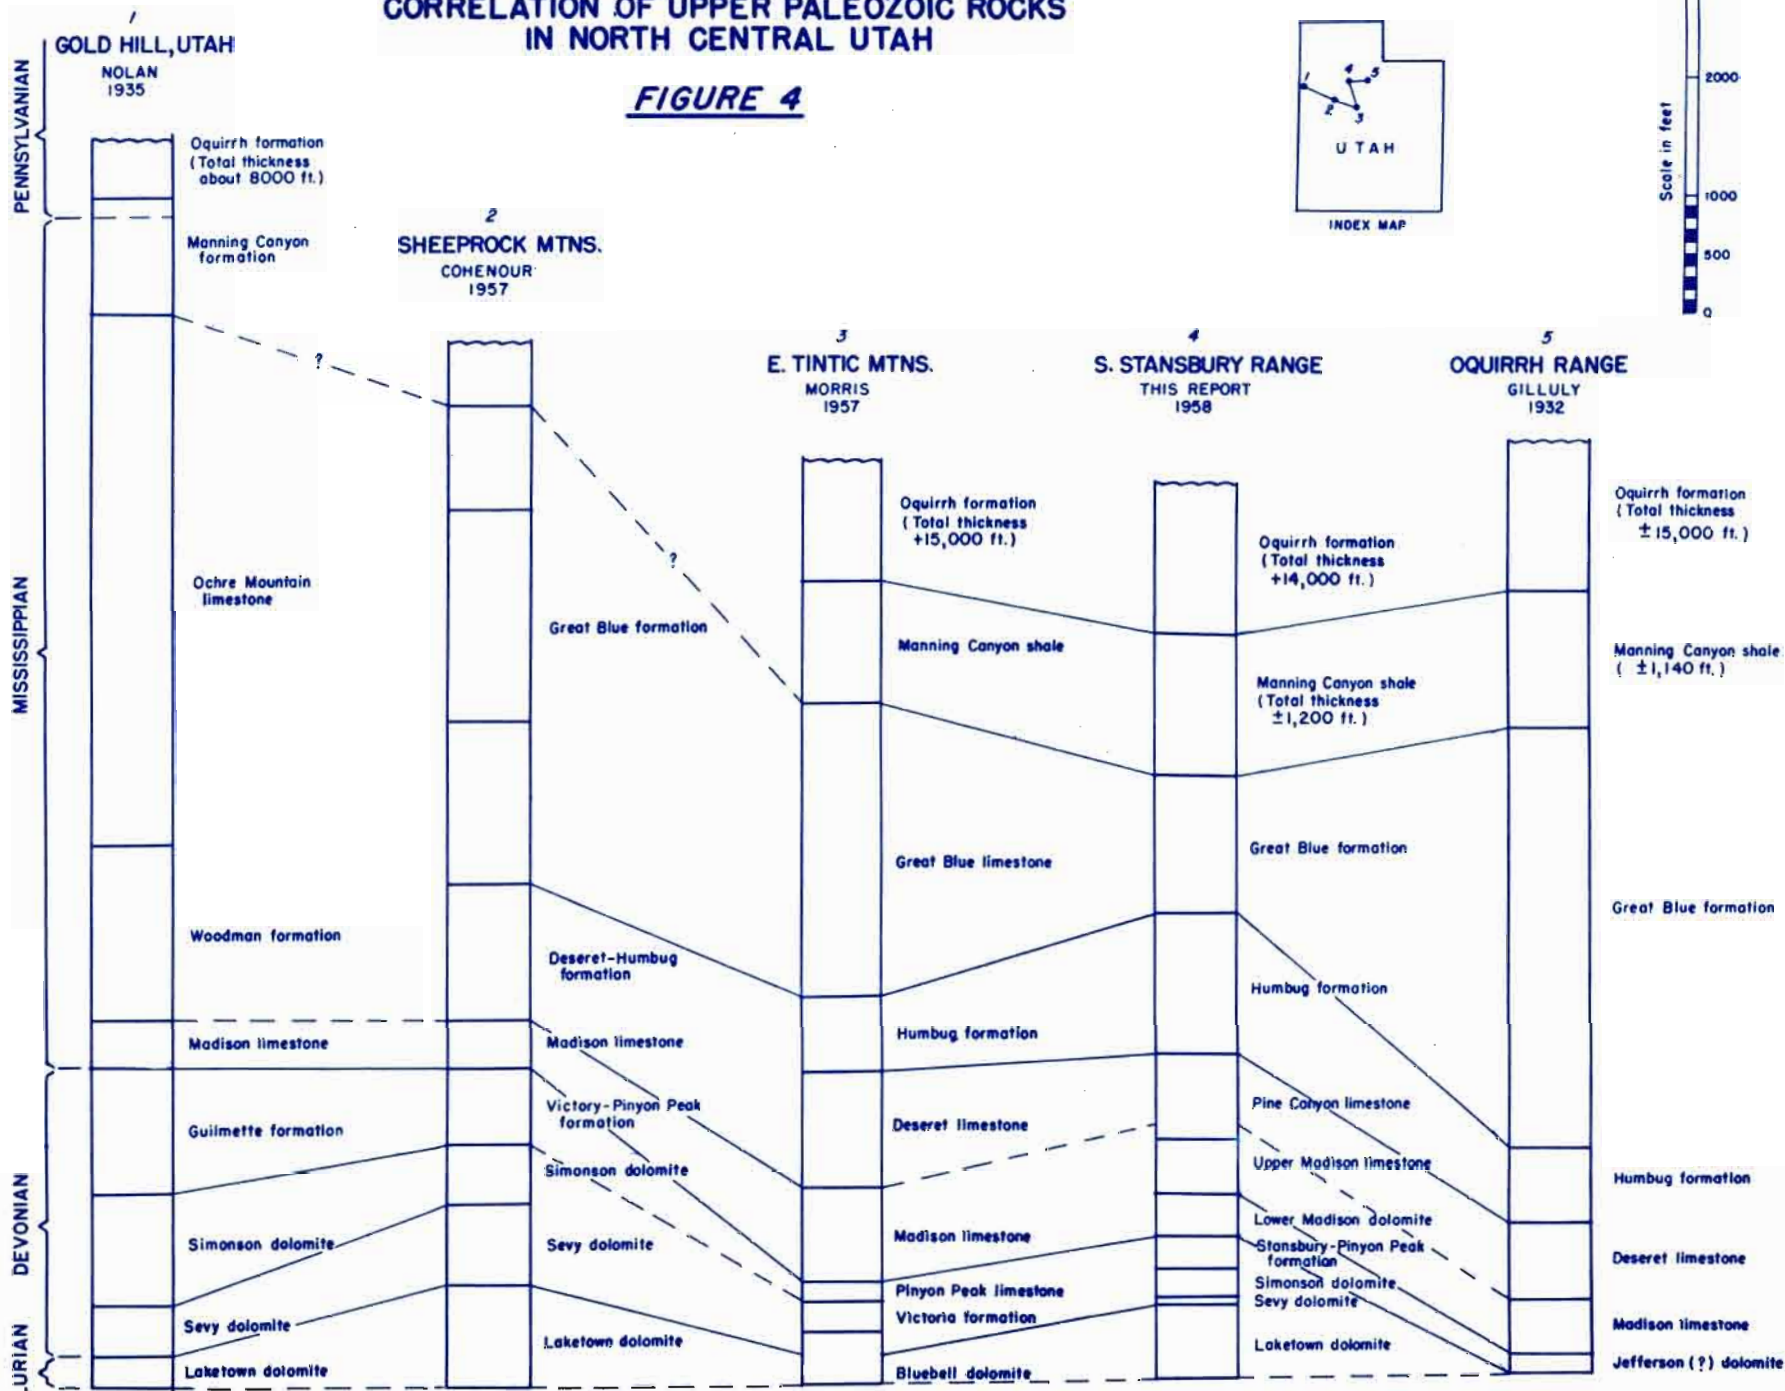 CORRELATION OF UPPER PALEOZOIC ROCKS
IN NORTH CENTRAL UTAH
FIGURE 4
1
GOLD HILL, UTAH
NOLAN
1935
PENNSYLVANIAN
MISSISSIPPIAN
DEVONIAN
Oquirrh formation
(Total thickness
about 8000 ft.)
Manning Canyon
formation
Ochre Mountain
limestone
Woodman formation
Madison limestone
Guilmette formation
Simonson dolomite
Sevy dolomite
Laketown dolomite
?
2
SHEEPROCK MTNS.
COHENOUR
1957
Great Blue formation
Deseret-Humbug
formation
Madison limestone
Victory-Pinyon Peak
formation
Simonson dolomite
Sevy dolomite
Laketown dolomite
?
3
E. TINTIC MTNS.
MORRIS
1957
Oquirrh formation
(Total thickness
+15,000 ft.)
Manning Canyon shale
Great Blue limestone
Humbug formation
Deseret limestone
Madison limestone
Pinyon Peak limestone
Victoria formation
Bluebell dolomite
4
S. STANSBURY RANGE
THIS REPORT
1958
Oquirrh formation
(Total thickness
+14,000 ft.)
Manning Canyon shale
(Total thickness
±1,200 ft.)
Great Blue formation
Humbug formation
Pine Canyon limestone
Upper Madison limestone
Lower Madison dolomite
Stansbury-Pinyon Peak
formation
Simonson dolomite
Sevy dolomite
Laketown dolomite
5
OQUIRRH RANGE
GILLULY
1932
Oquirrh formation
(Total thickness
±15,000 ft.)
Manning Canyon shale
( ±1,140 ft.)
Great Blue formation
Humbug formation
Deseret limestone
Madison limestone
Jefferson (?) dolomite
1
2
3
4
5
UTAH
INDEX MAP
Scale in feet
2000
1000
500
0